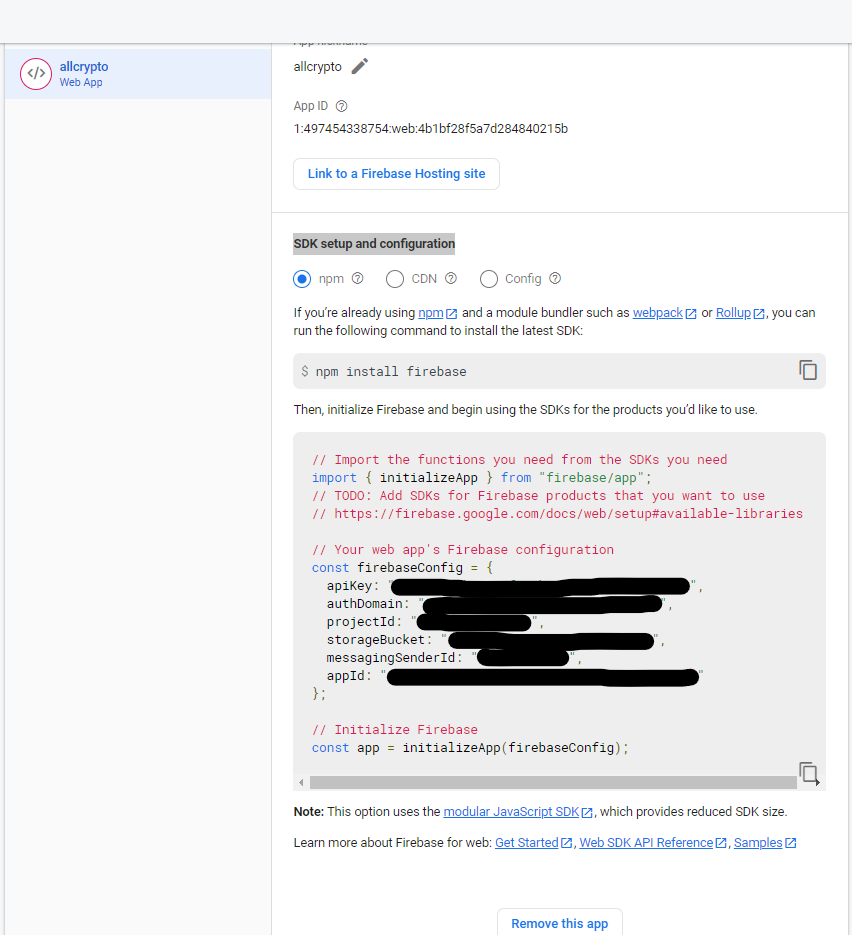 App nickname
allcrypto
Web App
allcrypto
App ID
1:497454338754:web:4b1bf28f5a7d284840215b
Link to a Firebase Hosting site
SDK setup and configuration
npm CDN Config
If you're already using npm and a module bundler such as webpack or Rollup, you can
run the following command to install the latest SDK:
$ npm install firebase
Then, initialize Firebase and begin using the SDKs for the products you'd like to use.
// Import the functions you need from the SDKs you need
import { initializeApp } from "firebase/app";
// TODO: Add SDKs for Firebase products that you want to use
// https://firebase.google.com/docs/web/setup#available-libraries
// Your web app's Firebase configuration
const firebaseConfig = {
apiKey: "",
authDomain: "",
projectId: "",
storageBucket: "",
messagingSenderId: "",
appId: ""
};
// Initialize Firebase
const app = initializeApp(firebaseConfig);
Note: This option uses the modular JavaScript SDK, which provides reduced SDK size.
Learn more about Firebase for web: Get Started, Web SDK API Reference, Samples
Remove this app